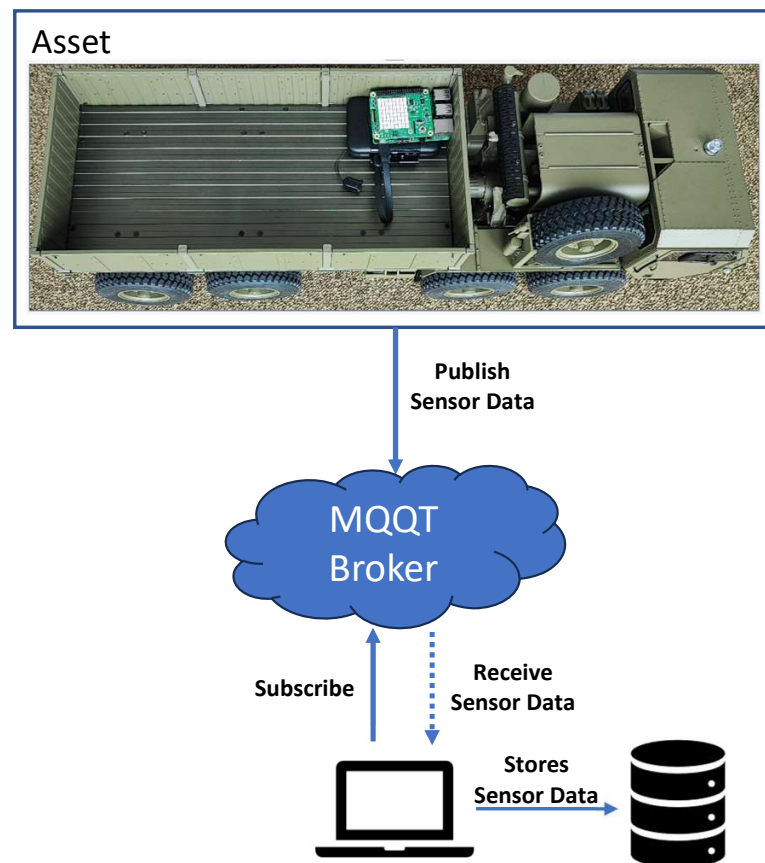 Asset
Publish
Sensor Data
MQQT
Broker
Subscribe
Receive
Sensor Data
Stores
Sensor Data